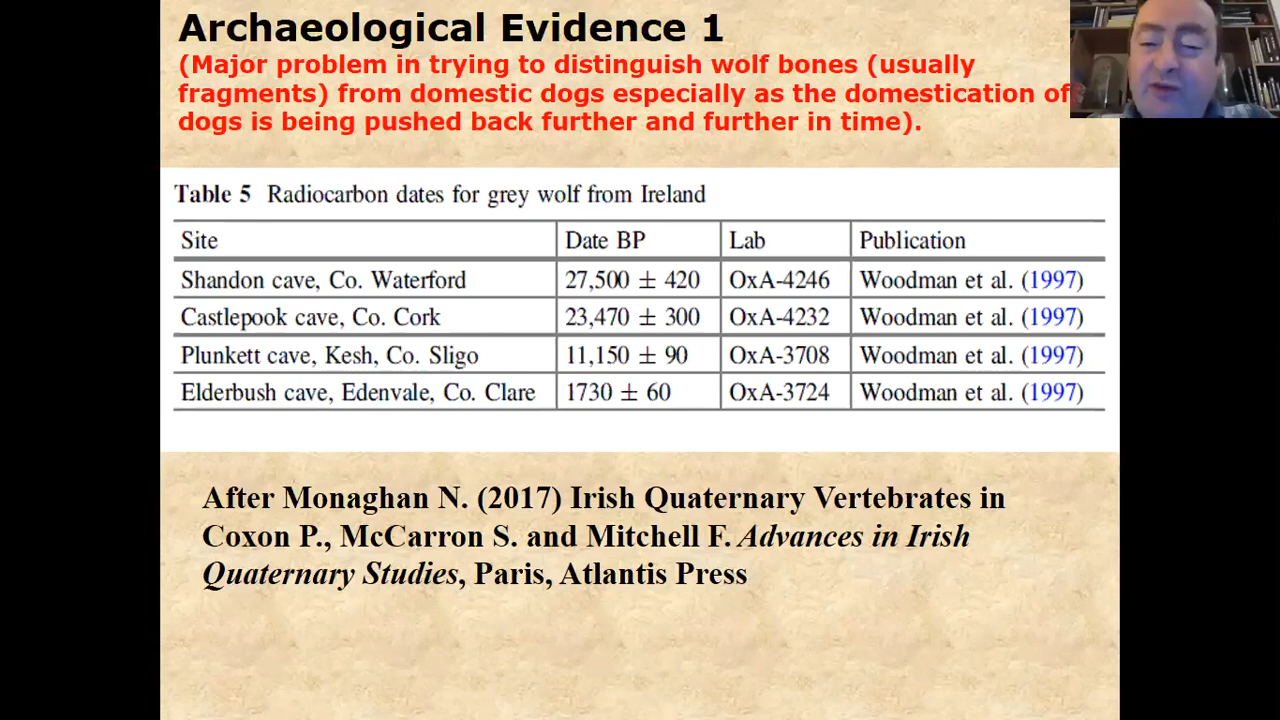 Archaeological Evidence 1
(Major problem in trying to distinguish wolf bones (usually
fragments) from domestic dogs especially as the domestication of
dogs is being pushed back further and further in time).
Table 5 Radiocarbon dates for grey wolf from Ireland
Site Date BP Lab Publication
Shandon cave, Co. Waterford 27,500 ± 420 OxA-4246 Woodman et al. (1997)
Castlepook cave, Co. Cork 23,470 ± 300 OxA-4232 Woodman et al. (1997)
Plunkett cave, Kesh, Co. Sligo 11,150 ± 90 OxA-3708 Woodman et al. (1997)
Elderbush cave, Edenvale, Co. Clare 1730 ± 60 OxA-3724 Woodman et al. (1997)
After Monaghan N. (2017) Irish Quaternary Vertebrates in
Coxon P., McCarron S. and Mitchell F. Advances in Irish
Quaternary Studies, Paris, Atlantis Press